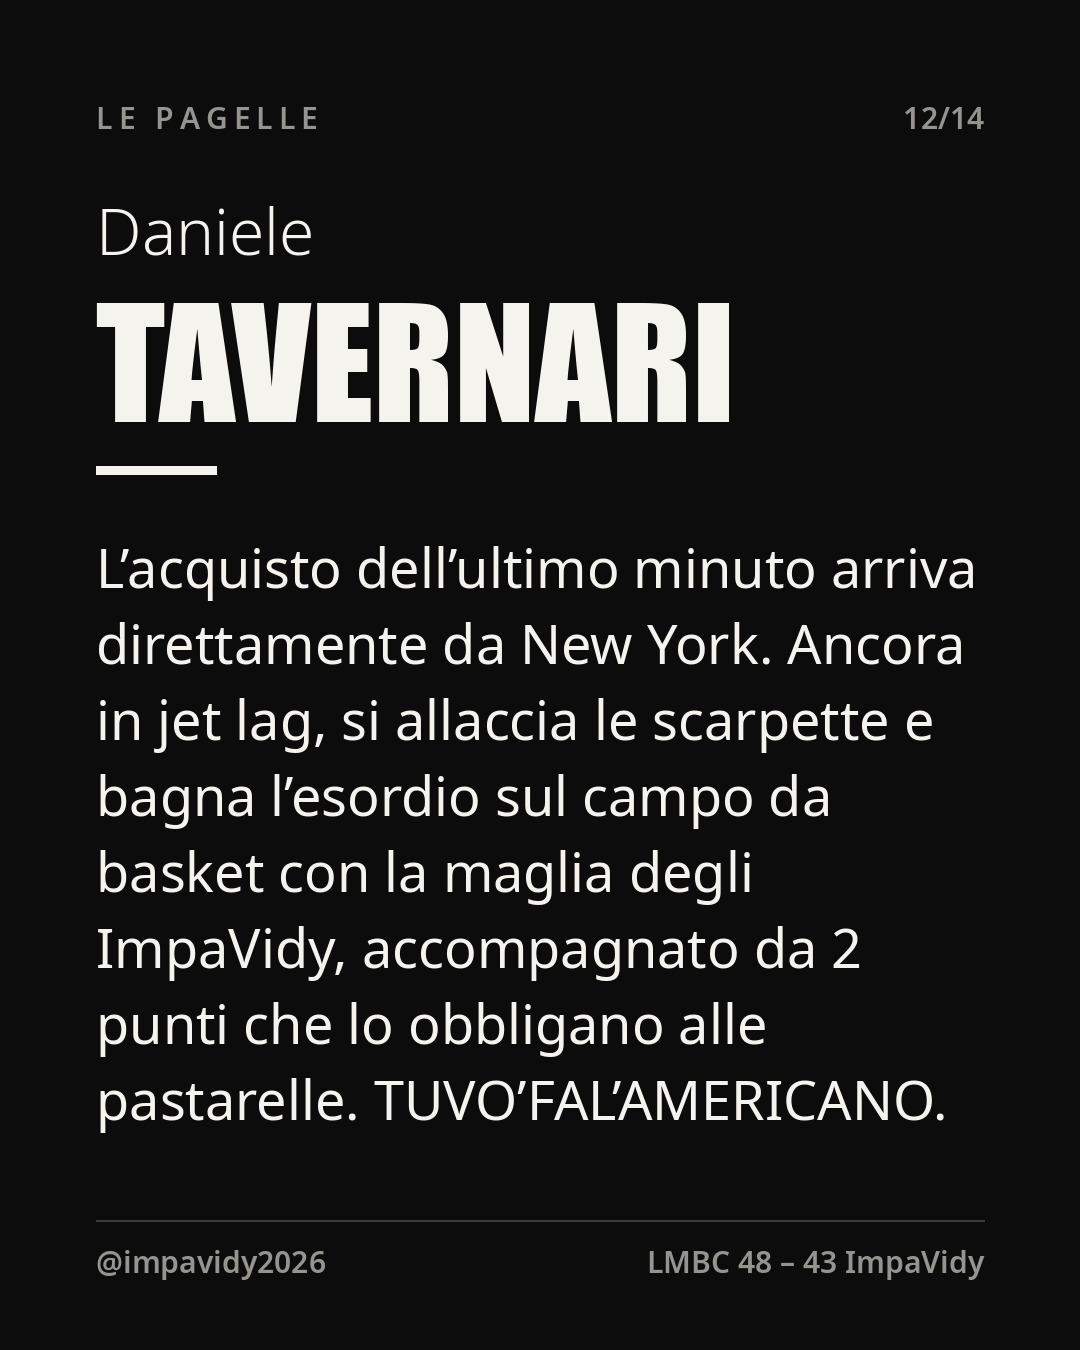 LE PAGELLE
12/14
Daniele
TAVERNARI
L’acquisto dell’ultimo minuto arriva
direttamente da New York. Ancora
in jet lag, si allaccia le scarpette e
bagna l’esordio sul campo da
basket con la maglia degli
ImpaVidy, accompagnato da 2
punti che lo obbligano alle
pastarelle. TUVO’FAL’AMERICANO.
@impavidy2026
LMBC 48 – 43 ImpaVidy